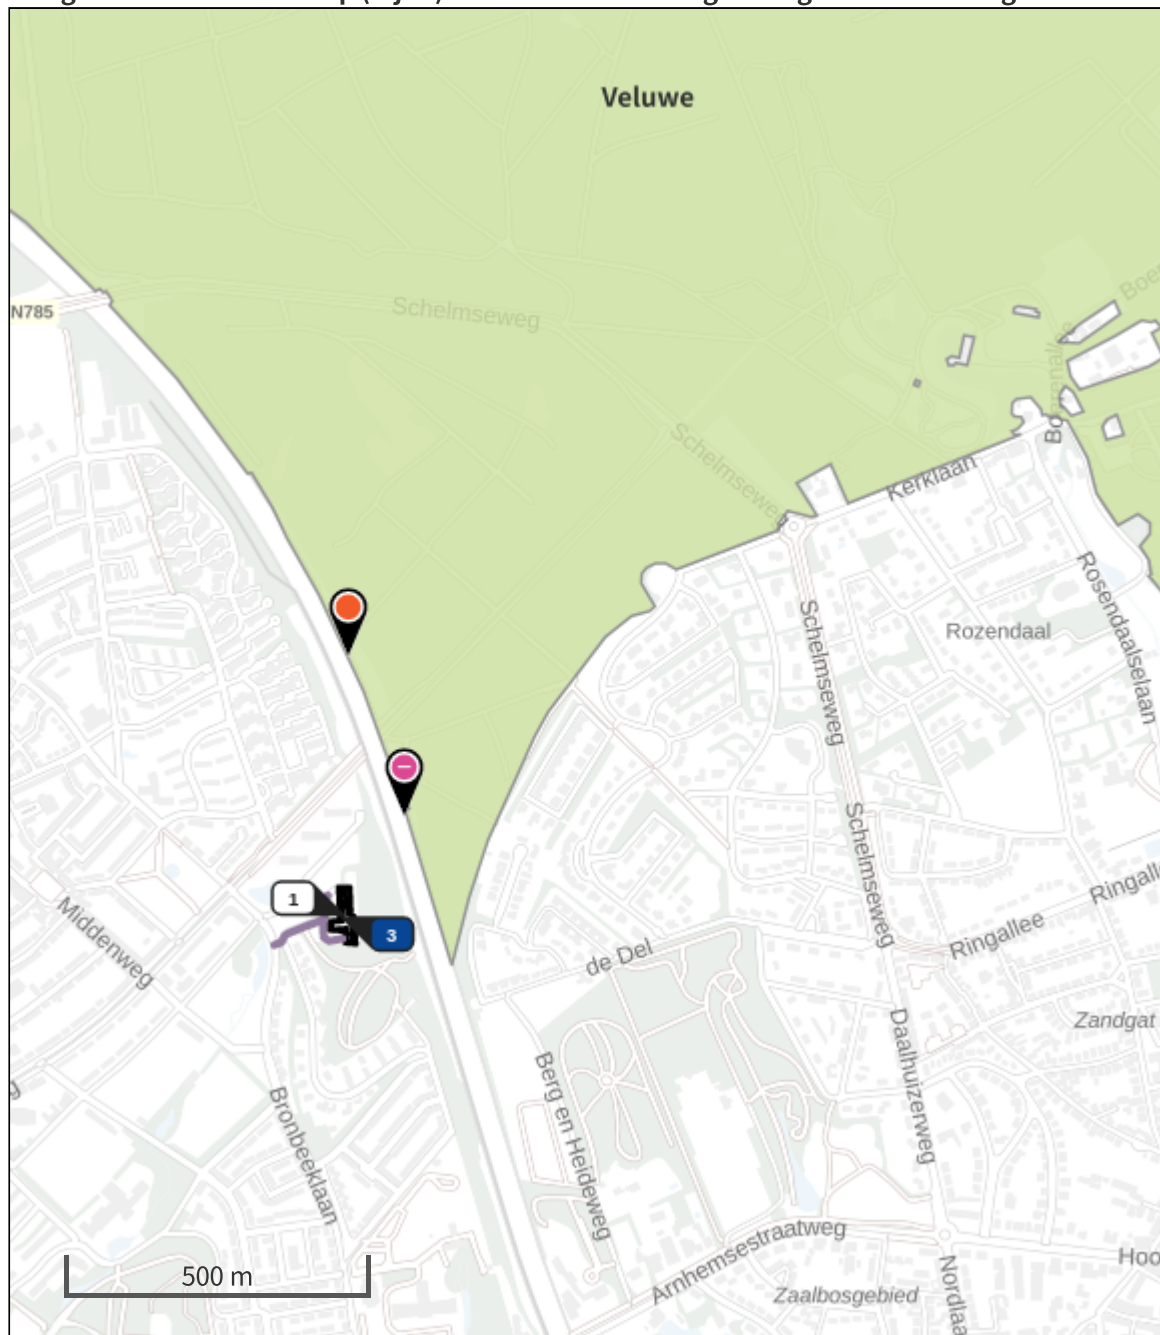 Veluwe
N785
Schelmseweg
Boerenallee
Schelmseweg
Kerklaan
Rosendaalselaan
Rozendaal
Schelmseweg
Schelmseweg
1
3
Middenweg
de Del
Ringallee
Zandgat
Daalhuizerweg
Berg en Heideweg
Bronbeeklaan
Arnhemsestraatweg
Zaalbosgebied
500 m